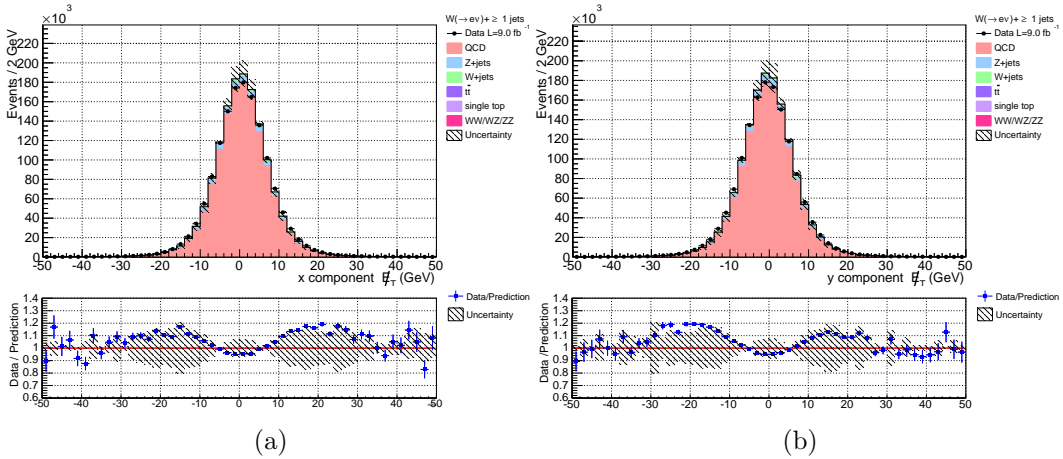 ×10³
W(→eν)+ ≥ 1 jets
Data L=9.0 fb⁻¹
QCD
Z+jets
W+jets
tt̄
single top
WW/WZ/ZZ
Uncertainty
Events / 2 GeV
220
200
180
160
140
120
100
80
60
40
20
0
-50 -40 -30 -20 -10 0 10 20 30 40 50
x component E̸_T (GeV)
Data / Prediction
1.4
1.3
1.2
1.1
1
0.9
0.8
0.7
0.6
-50 -40 -30 -20 -10 0 10 20 30 40 50
Data/Prediction
Uncertainty
(a)
×10³
W(→eν)+ ≥ 1 jets
Data L=9.0 fb⁻¹
QCD
Z+jets
W+jets
tt̄
single top
WW/WZ/ZZ
Uncertainty
Events / 2 GeV
220
200
180
160
140
120
100
80
60
40
20
0
-50 -40 -30 -20 -10 0 10 20 30 40 50
y component E̸_T (GeV)
Data /Prediction
1.4
1.3
1.2
1.1
1
0.9
0.8
0.7
0.6
-50 -40 -30 -20 -10 0 10 20 30 40 50
Data/Prediction
Uncertainty
(b)